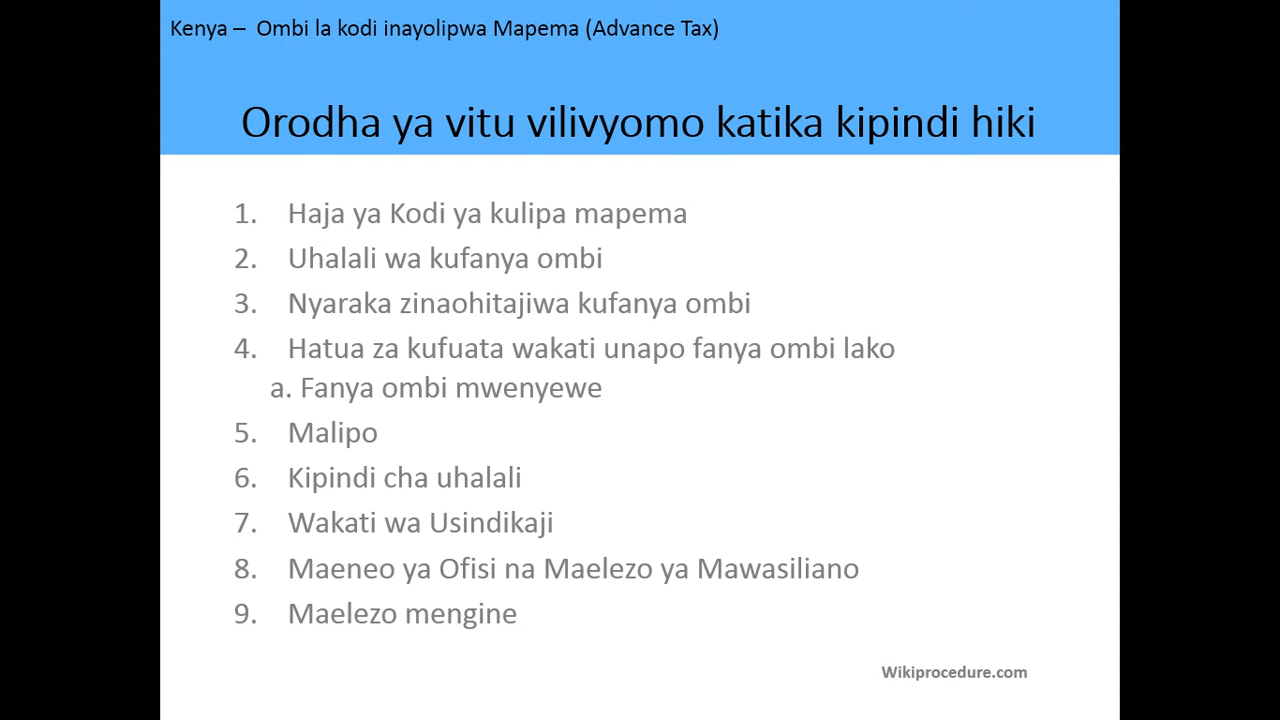 Kenya – Ombi la kodi inayolipwa Mapema (Advance Tax)
Orodha ya vitu vilivyomo katika kipindi hiki
1. Haja ya Kodi ya kulipa mapema
2. Uhalali wa kufanya ombi
3. Nyaraka zinaohitajiwa kufanya ombi
4. Hatua za kufuata wakati unapo fanya ombi lako
a. Fanya ombi mwenyewe
5. Malipo
6. Kipindi cha uhalali
7. Wakati wa Usindikaji
8. Maeneo ya Ofisi na Maelezo ya Mawasiliano
9. Maelezo mengine
Wikiprocedure.com